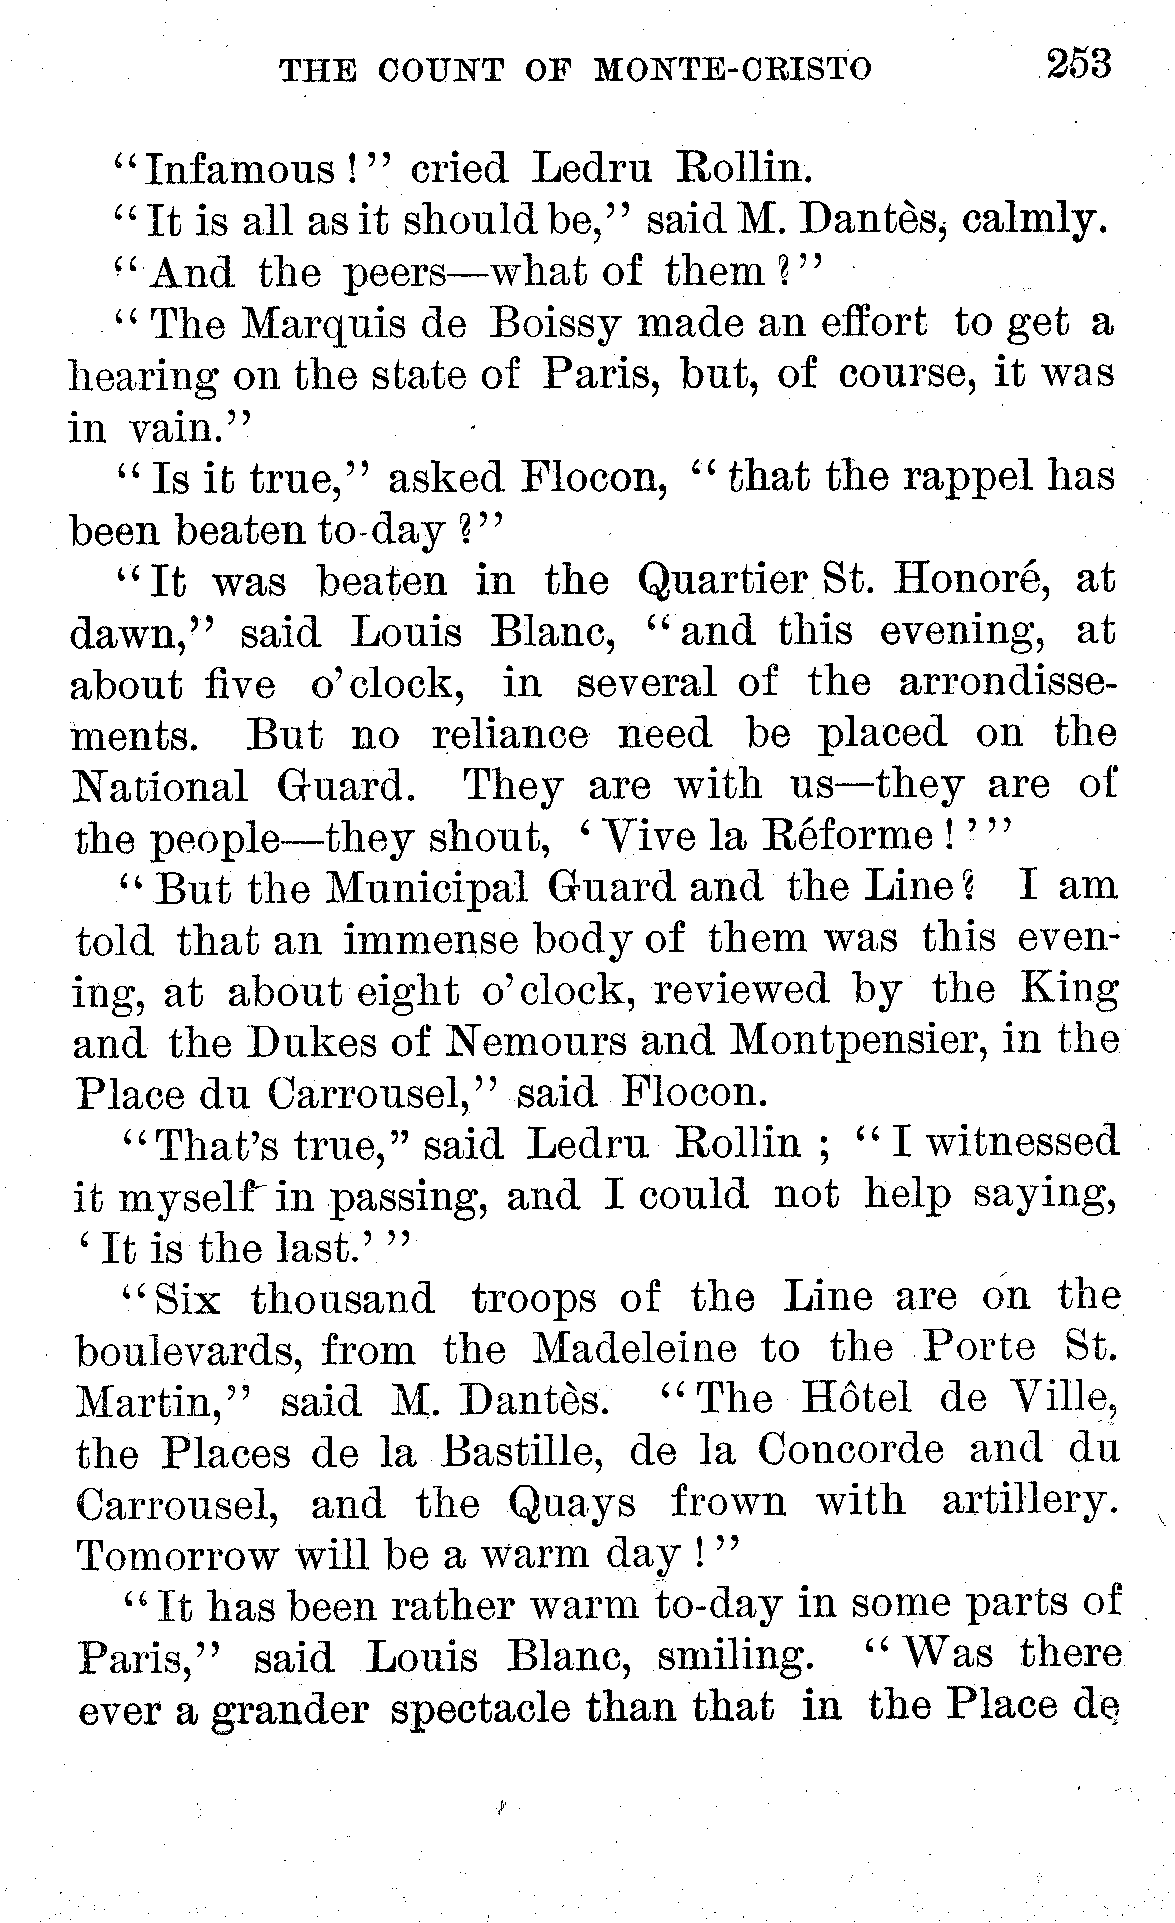 THE COUNT OF MONTE-CRISTO 253
"Infamous!" cried Ledru Rollin.
"It is all as it should be," said M. Dantès, calmly.
"And the peers—what of them?"
"The Marquis de Boissy made an effort to get a
hearing on the state of Paris, but, of course, it was
in vain."
"Is it true," asked Flocon, "that the rappel has
been beaten to-day?"
"It was beaten in the Quartier St. Honoré, at
dawn," said Louis Blanc, "and this evening, at
about five o'clock, in several of the arrondisse-
ments. But no reliance need be placed on the
National Guard. They are with us—they are of
the people—they shout, 'Vive la Réforme!'"
"But the Municipal Guard and the Line? I am
told that an immense body of them was this even-
ing, at about eight o'clock, reviewed by the King
and the Dukes of Nemours and Montpensier, in the
Place du Carrousel," said Flocon.
"That's true," said Ledru Rollin; "I witnessed
it myself in passing, and I could not help saying,
'It is the last.'"
"Six thousand troops of the Line are on the
boulevards, from the Madeleine to the Porte St.
Martin," said M. Dantès. "The Hôtel de Ville,
the Places de la Bastille, de la Concorde and du
Carrousel, and the Quays frown with artillery.
Tomorrow will be a warm day!"
"It has been rather warm to-day in some parts of
Paris," said Louis Blanc, smiling. "Was there
ever a grander spectacle than that in the Place de